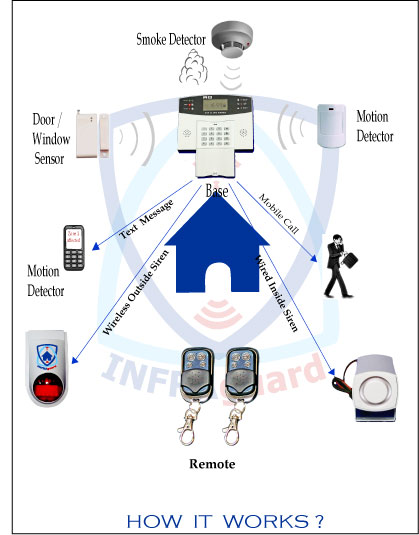 Smoke Detector
Door /
Window
Sensor
Motion
Detector
Base
Text Message
Mobile Call
Motion
Detector
Wireless Outside Siren
Wired Inside Siren
INFRAguard
Remote
HOW IT WORKS ?